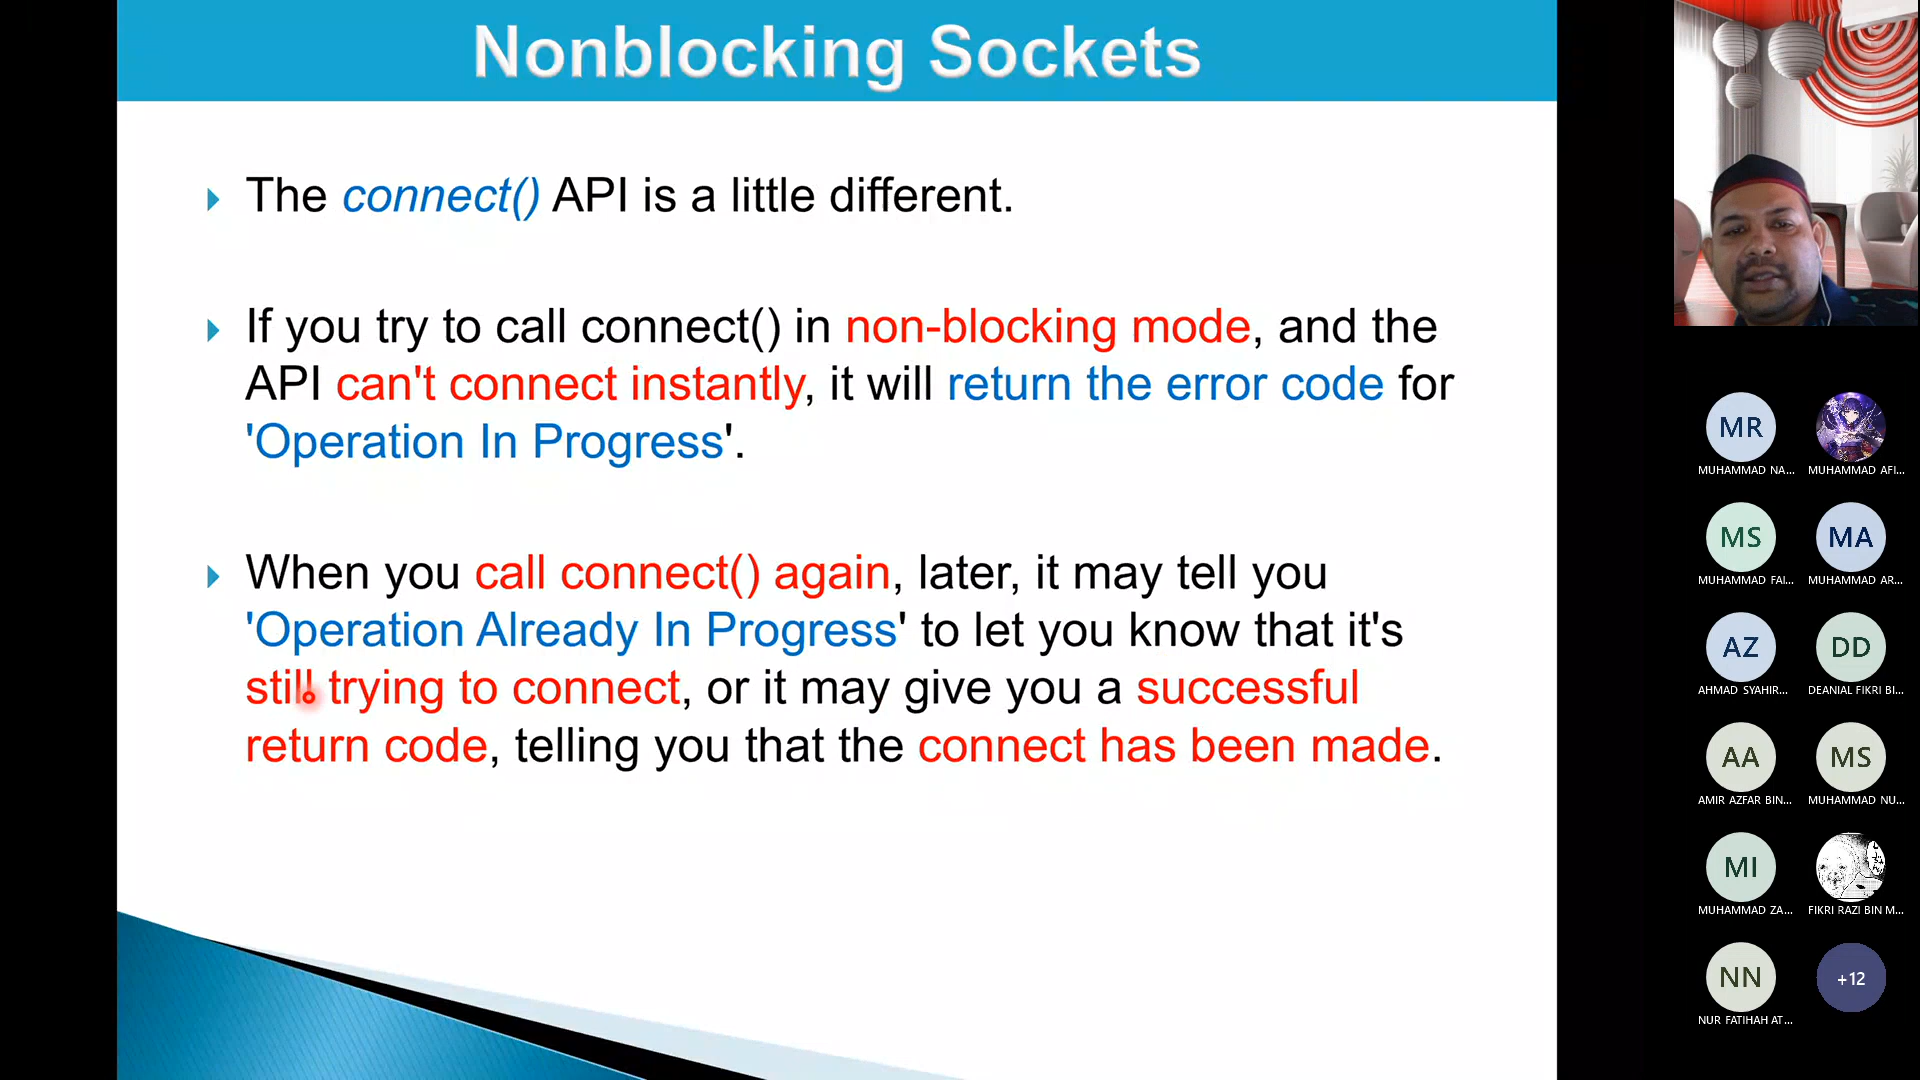 Nonblocking Sockets
The connect() API is a little different.
If you try to call connect() in non-blocking mode, and the
API can't connect instantly, it will return the error code for
'Operation In Progress'.
When you call connect() again, later, it may tell you
'Operation Already In Progress' to let you know that it's
still trying to connect, or it may give you a successful
return code, telling you that the connect has been made.
MR
MUHAMMAD NA...
MUHAMMAD AFI...
MS
MA
MUHAMMAD FAI...
MUHAMMAD AR...
AZ
DD
AHMAD SYAHIR...
DEANIAL FIKRI BI...
AA
MS
AMIR AZFAR BIN...
MUHAMMAD NU...
MI
MUHAMMAD ZA...
FIKRI RAZI BIN M...
NN
+12
NUR FATIHAH AT...